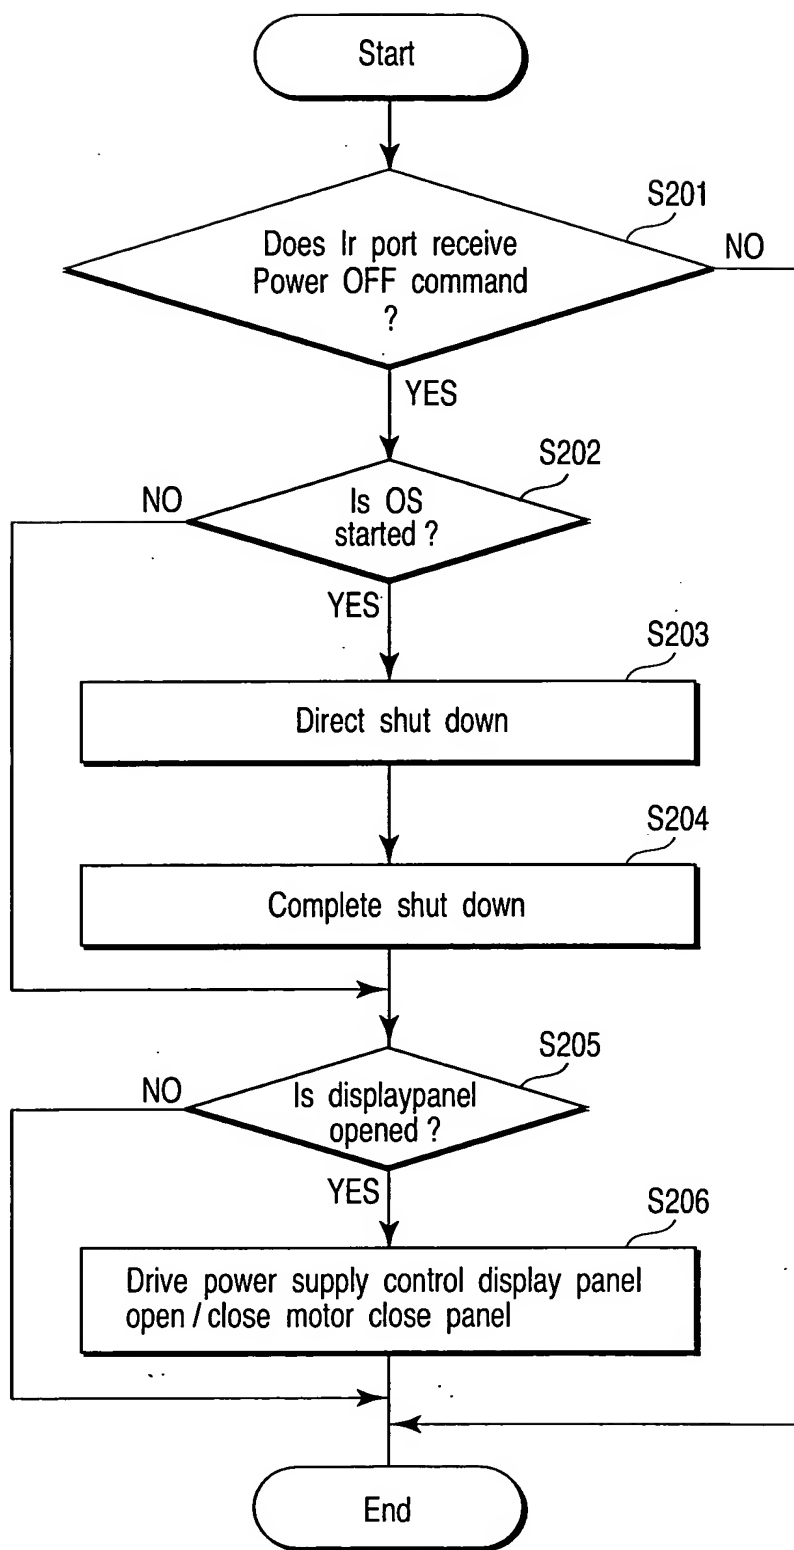 Start
S201
Does Ir port receive
Power OFF command
?
NO
YES
S202
NO
Is OS
started ?
YES
S203
Direct shut down
S204
Complete shut down
S205
NO
Is displaypanel
opened ?
YES
S206
Drive power supply control display panel
open / close motor close panel
End